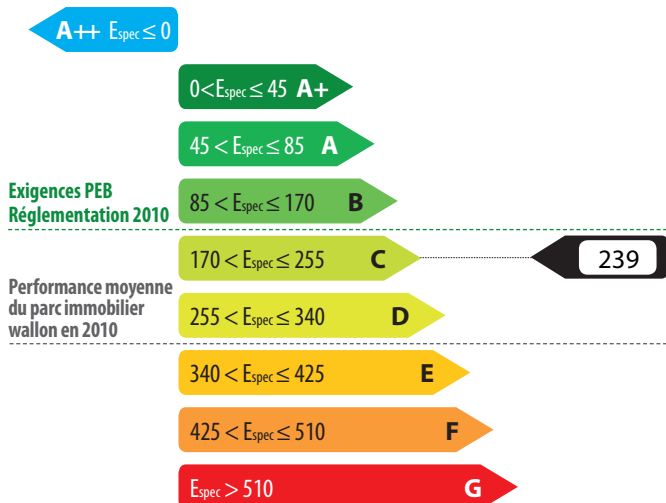 A++ Espec ≤ 0
0 < Espec ≤ 45 A+
45 < Espec ≤ 85 A
Exigences PEB
Réglementation 2010
85 < Espec ≤ 170 B
170 < Espec ≤ 255 C
239
Performance moyenne
du parc immobilier
wallon en 2010
255 < Espec ≤ 340 D
340 < Espec ≤ 425 E
425 < Espec ≤ 510 F
Espec > 510 G